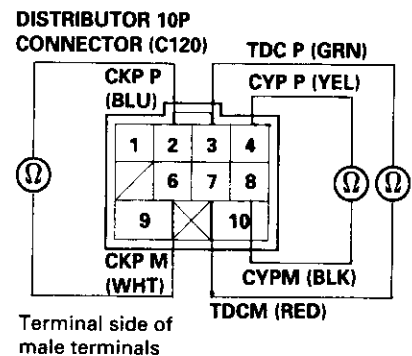 DISTRIBUTOR 10P
CONNECTOR (C120)
TDC P (GRN)
CKP P
(BLU)
CYP P (YEL)
1 2 3 4
6 7 8
9 10
Ω Ω Ω
CKP M
(WHT)
CYPM (BLK)
TDCM (RED)
Terminal side of
male terminals